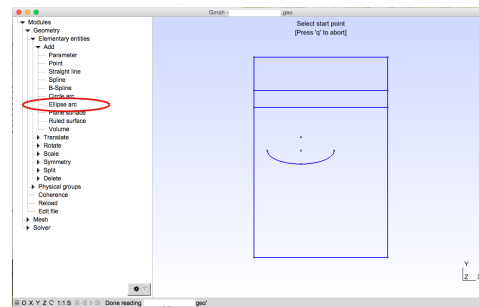 Gmsh - .geo
Modules
Geometry
Elementary entities
Add
Parameter
Point
Straight line
Spline
B-Spline
Circle arc
Ellipse arc
Plane surface
Ruled surface
Volume
Translate
Rotate
Scale
Symmetry
Split
Delete
Physical groups
Coherence
Reload
Edit file
Mesh
Solver
Select start point
[Press 'q' to abort]
Y
Z X
O X Y Z 1:1 S Done reading geo'